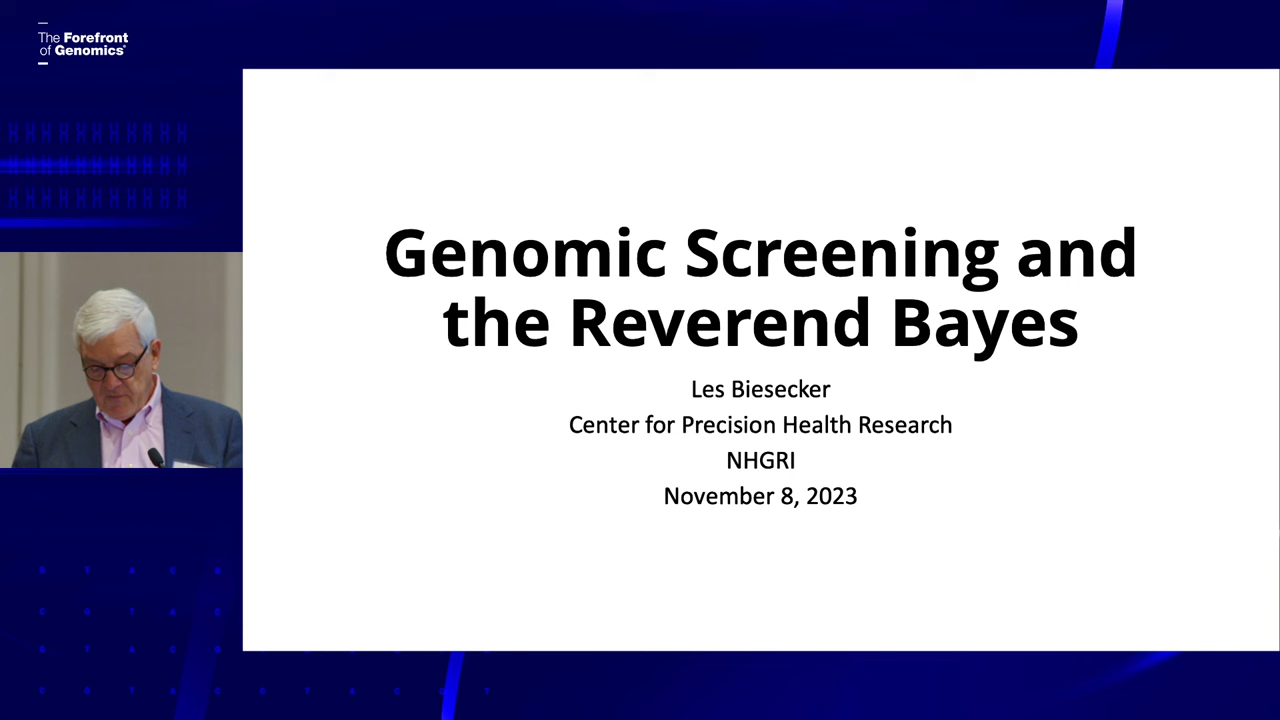 The Forefront
of Genomics®
Genomic Screening and
the Reverend Bayes
Les Biesecker
Center for Precision Health Research
NHGRI
November 8, 2023